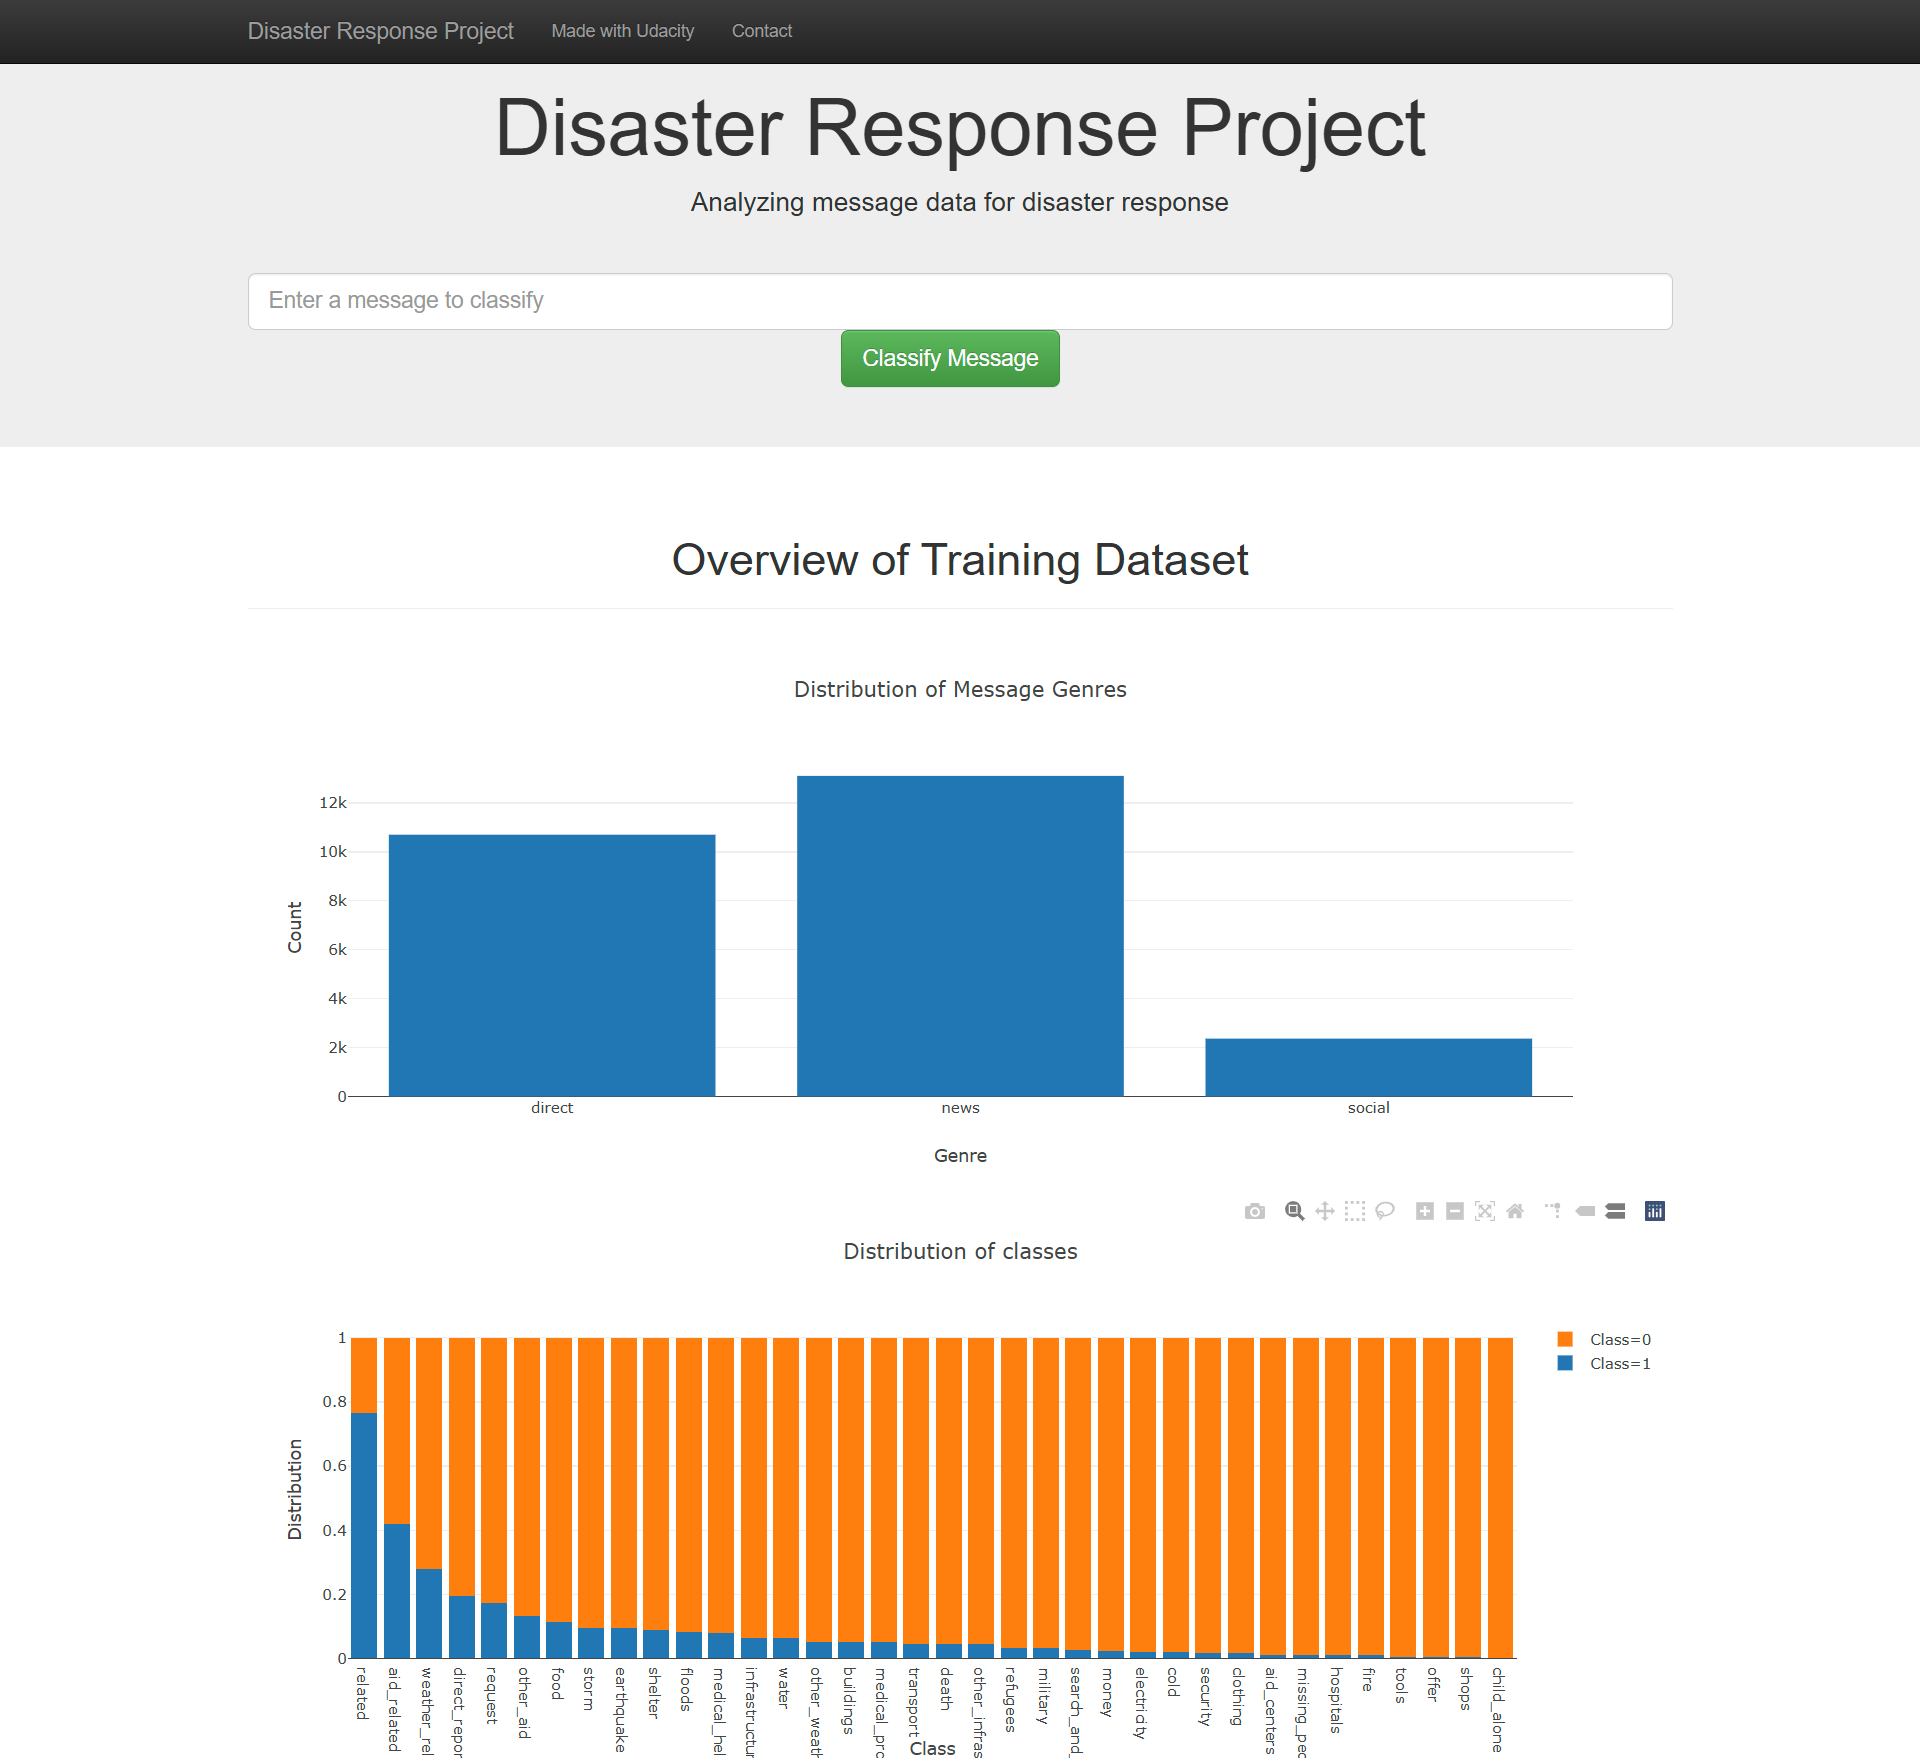 Disaster Response Project Made with Udacity Contact
Disaster Response Project
Analyzing message data for disaster response
Enter a message to classify
Classify Message
Overview of Training Dataset
Distribution of Message Genres
12k
10k
8k
6k
4k
2k
0
Count
direct news social
Genre
Distribution of classes
1
0.8
0.6
0.4
0.2
0
Distribution
Class=0
Class=1
related
aid_related
weather_rel
direct_repor
request
other_aid
food
storm
earthquake
shelter
floods
medical_hel
infrastructur
water
other_weath
buildings
medical_pro
transport
death
other_infras
refugees
military
search_and_
money
electricity
cold
security
clothing
aid_centers
missing_peo
hospitals
fire
tools
offer
shops
child_alone
Class